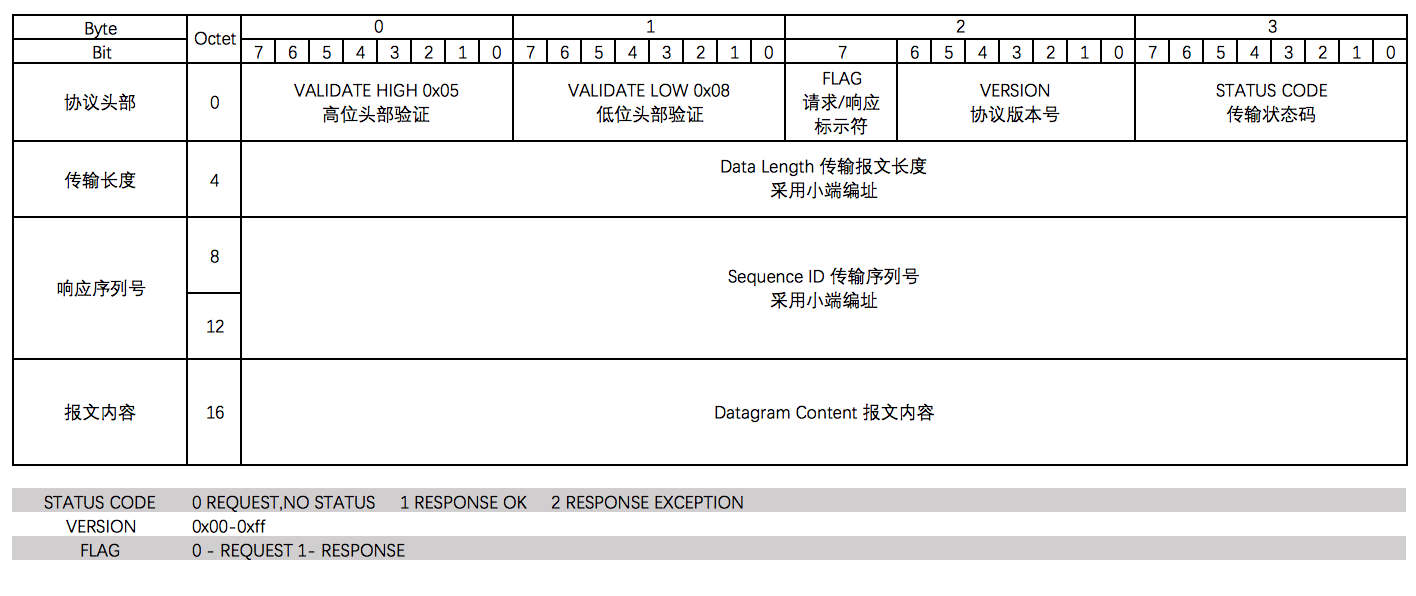 Byte Octet 0 1 2 3
Bit 7 6 5 4 3 2 1 0 7 6 5 4 3 2 1 0 7 6 5 4 3 2 1 0 7 6 5 4 3 2 1 0
协议头部 0
VALIDATE HIGH 0x05
高位头部验证
VALIDATE LOW 0x08
低位头部验证
FLAG
请求/响应
标示符
VERSION
协议版本号
STATUS CODE
传输状态码
传输长度 4
Data Length 传输报文长度
采用小端编址
响应序列号
8
12
Sequence ID 传输序列号
采用小端编址
报文内容 16 Datagram Content 报文内容
STATUS CODE 0 REQUEST,NO STATUS 1 RESPONSE OK 2 RESPONSE EXCEPTION
VERSION 0x00-0xff
FLAG 0 - REQUEST 1- RESPONSE